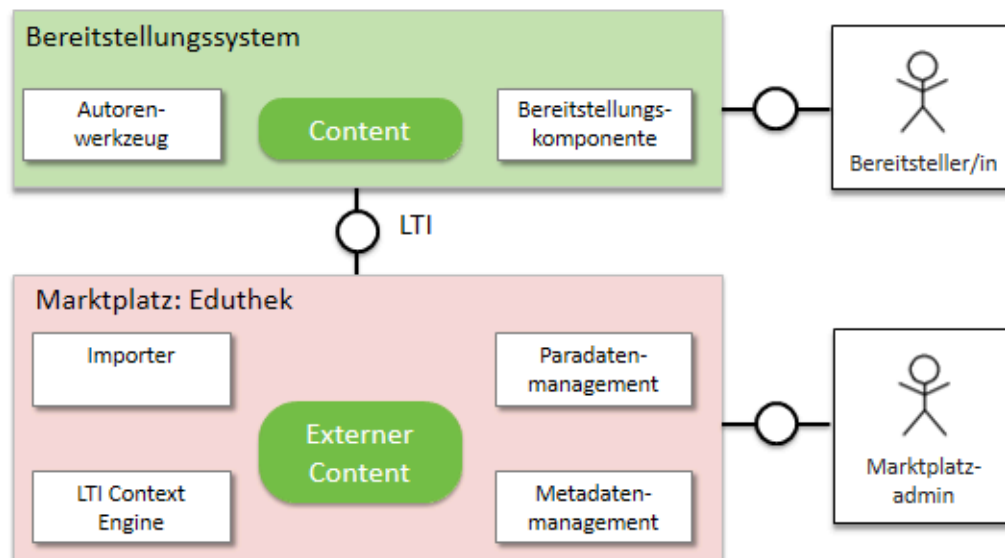 Bereitstellungssystem
Autoren-
werkzeug
Content
Bereitstellungs-
komponente
Bereitsteller/in
LTI
Marktplatz: Eduthek
Importer
Paradaten-
management
Externer
Content
LTI Context
Engine
Metadaten-
management
Marktplatz-
admin